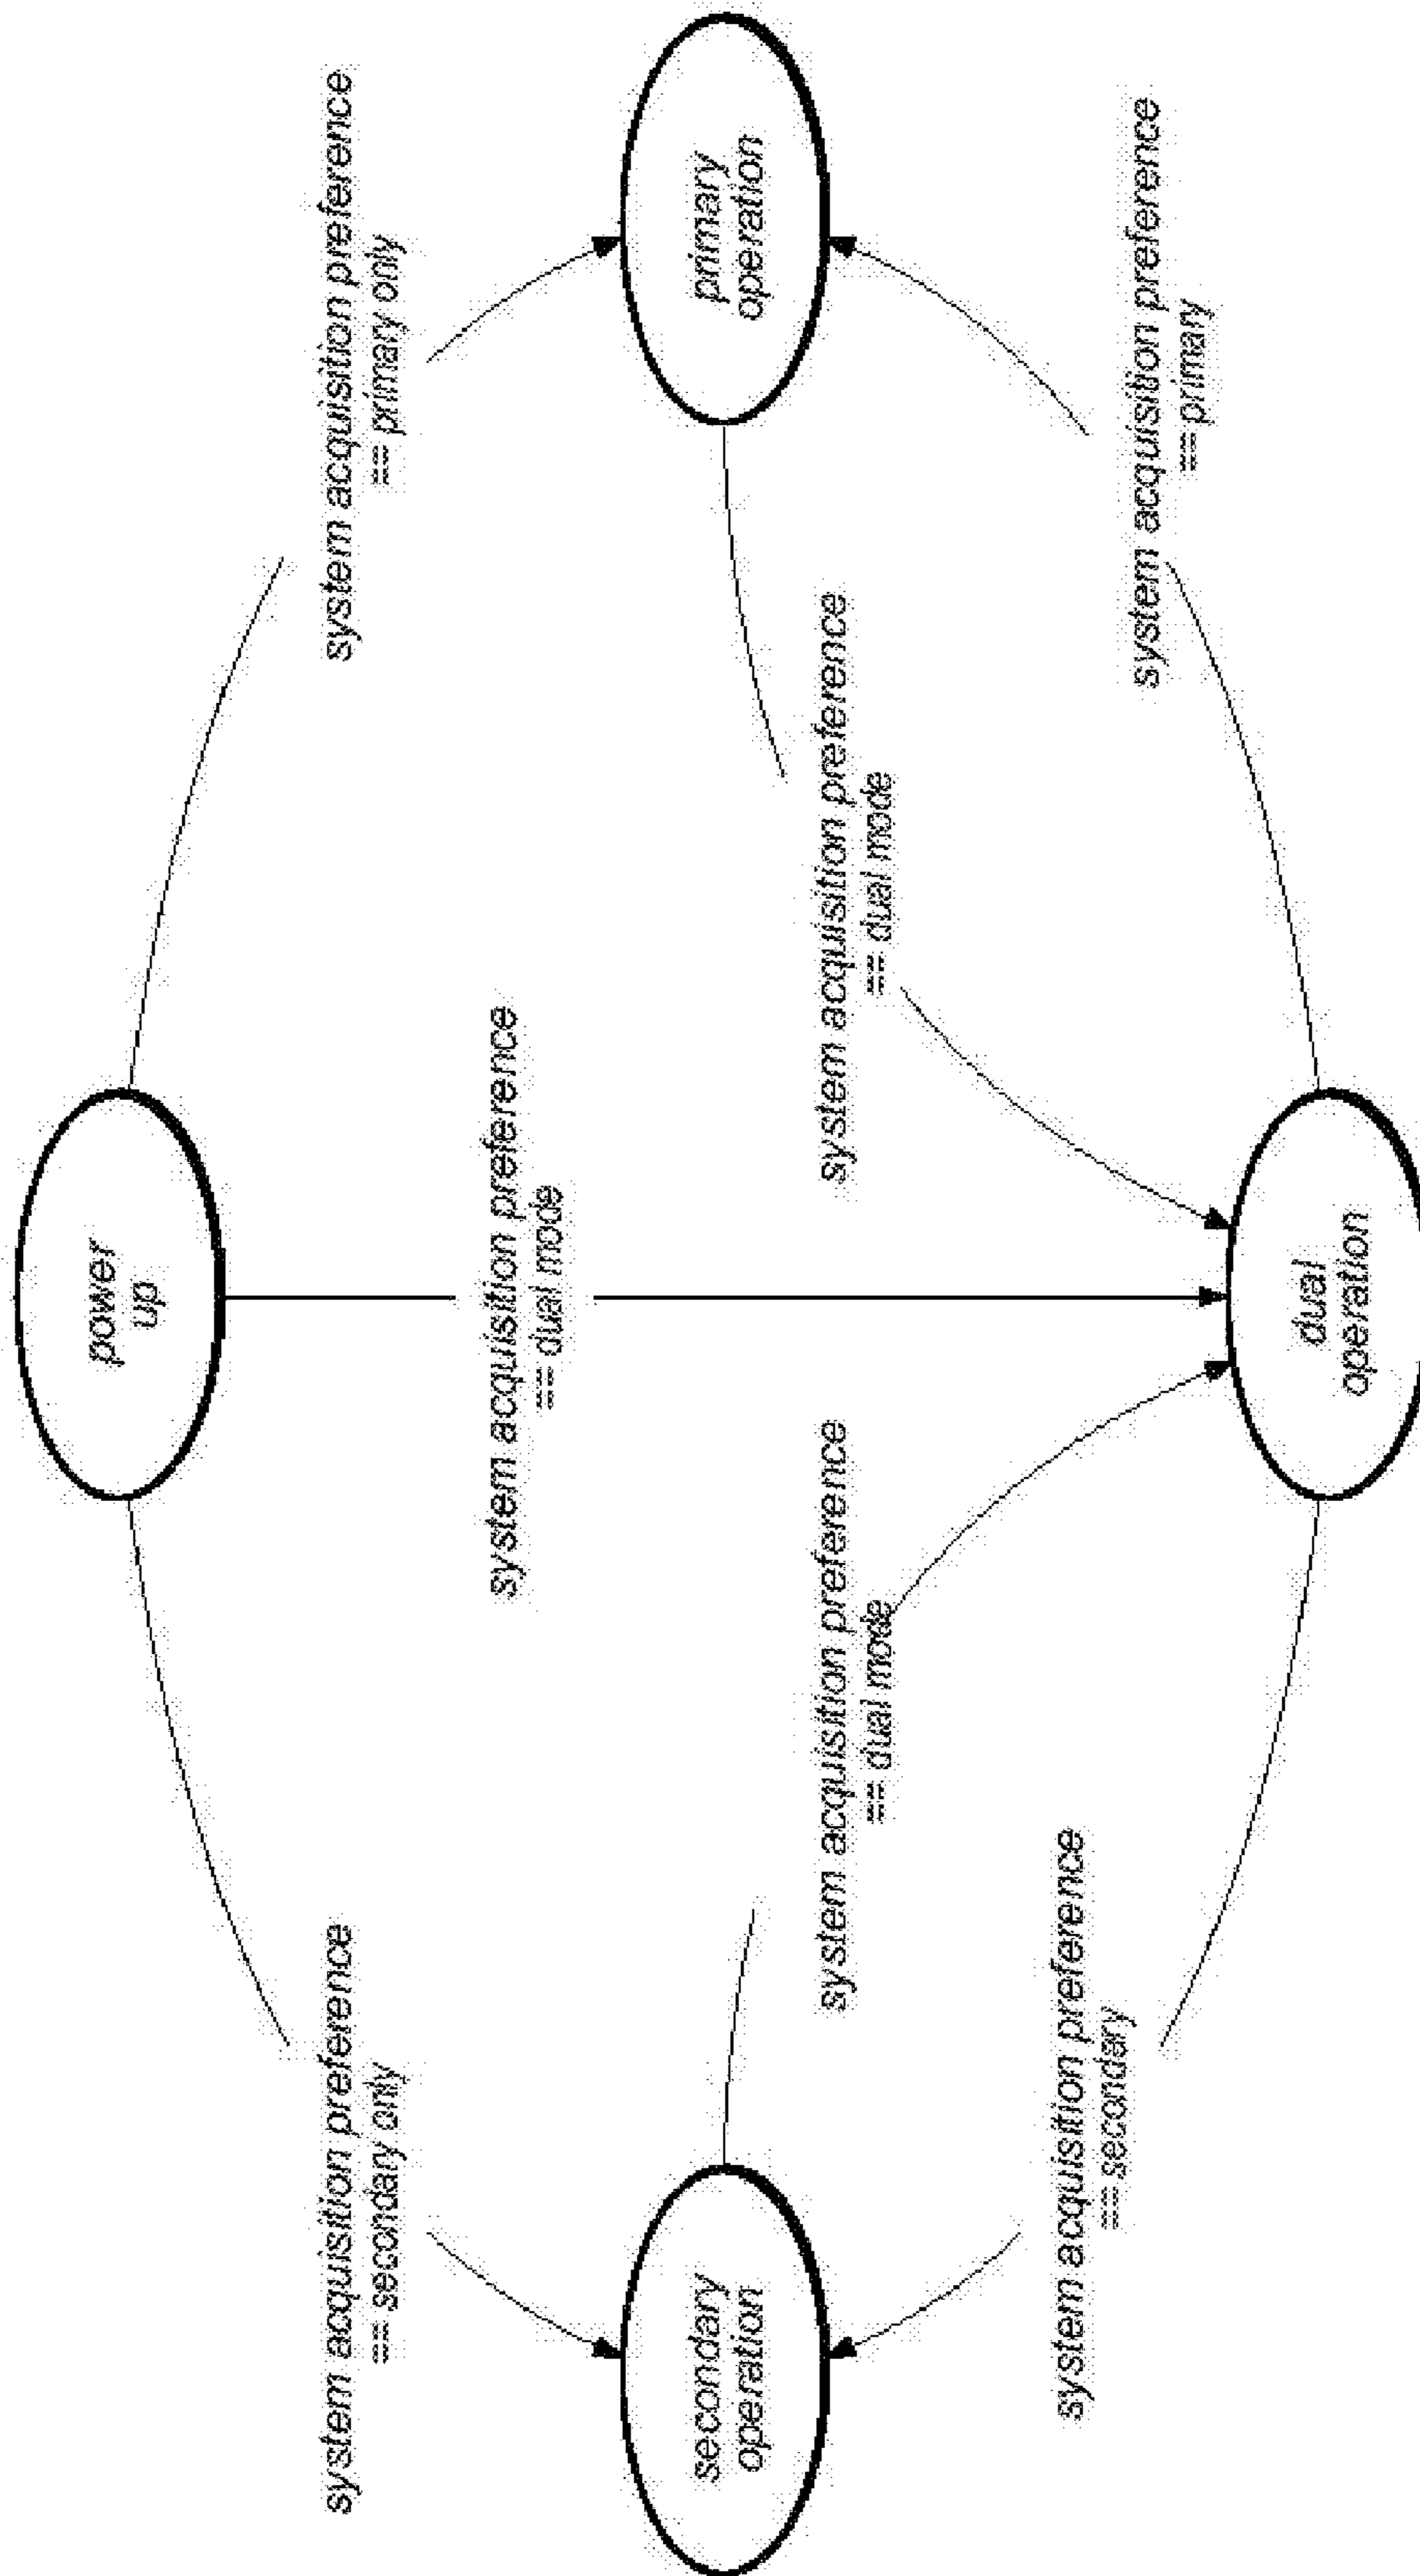 power
up
system acquisition preference
== secondary only
system acquisition preference
== primary only
system acquisition preference
== dual mode
secondary
operation
primary
operation
system acquisition preference
== dual mode
system acquisition preference
== dual mode
system acquisition preference
== secondary
system acquisition preference
==primary
dual
operation